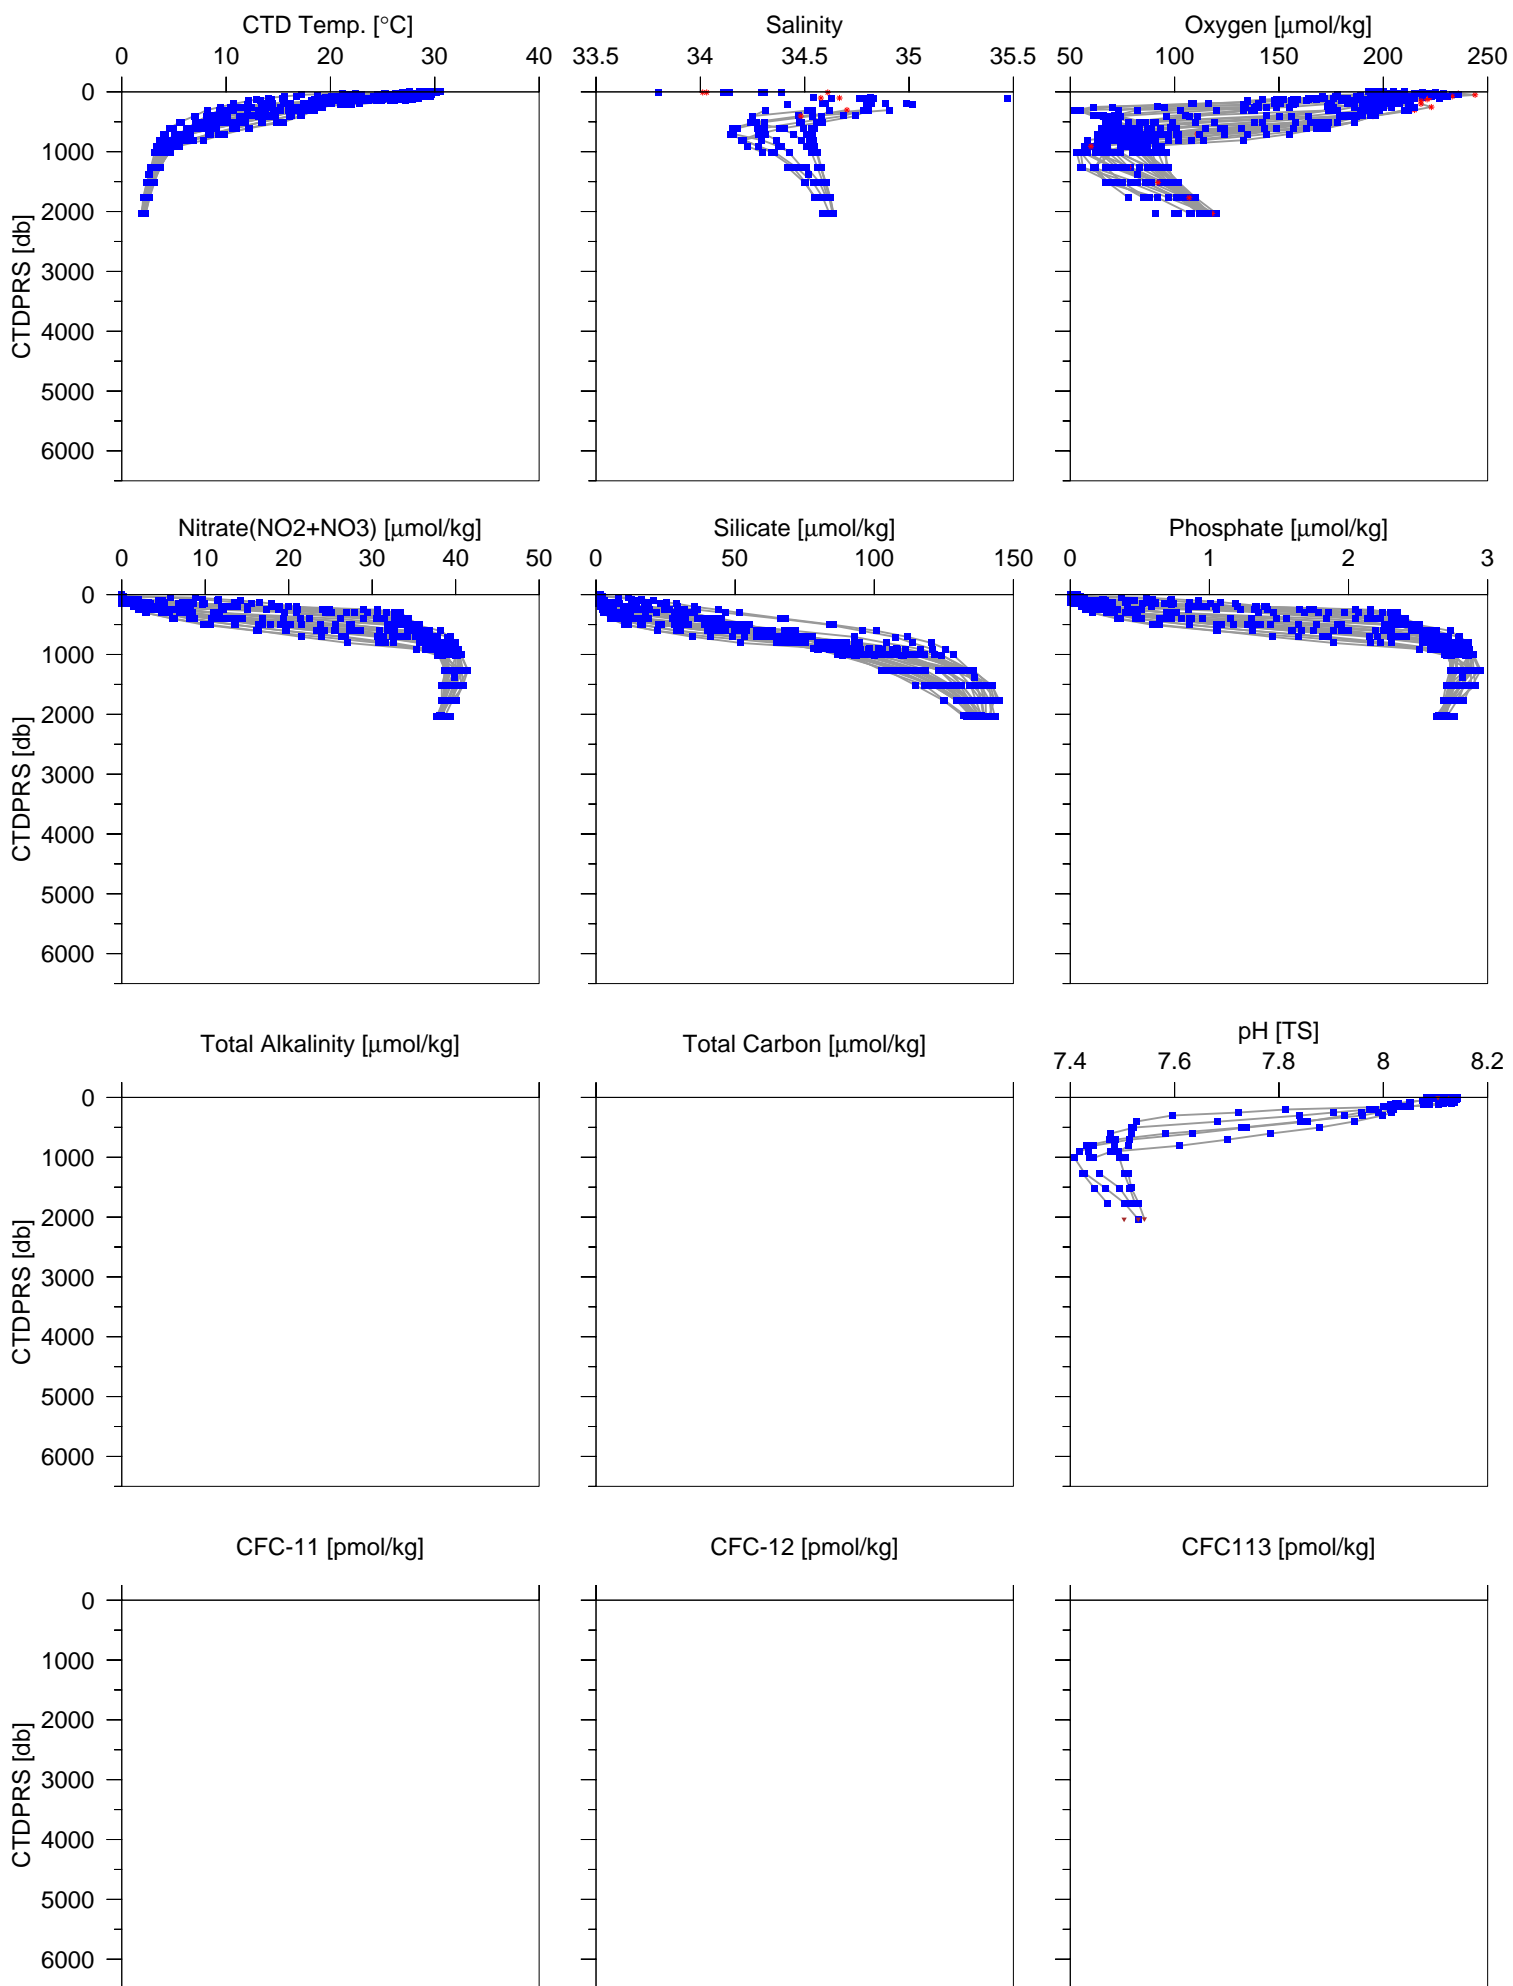 CTD Temp. [°C] Salinity Oxygen [μmol/kg]
0 10 20 30 40 33.5 34 34.5 35 35.5 50 100 150 200 250
0
1000
2000
3000
4000
5000
6000
CTDPRS [db]
Nitrate(NO2+NO3) [μmol/kg] Silicate [μmol/kg] Phosphate [μmol/kg]
0 10 20 30 40 50 0 50 100 150 0 1 2 3
0
1000
2000
3000
4000
5000
6000
CTDPRS [db]
Total Alkalinity [μmol/kg] Total Carbon [μmol/kg] pH [TS]
7.4 7.6 7.8 8 8.2
0
1000
2000
3000
4000
5000
6000
CTDPRS [db]
CFC-11 [pmol/kg] CFC-12 [pmol/kg] CFC113 [pmol/kg]
0
1000
2000
3000
4000
5000
6000
CTDPRS [db]